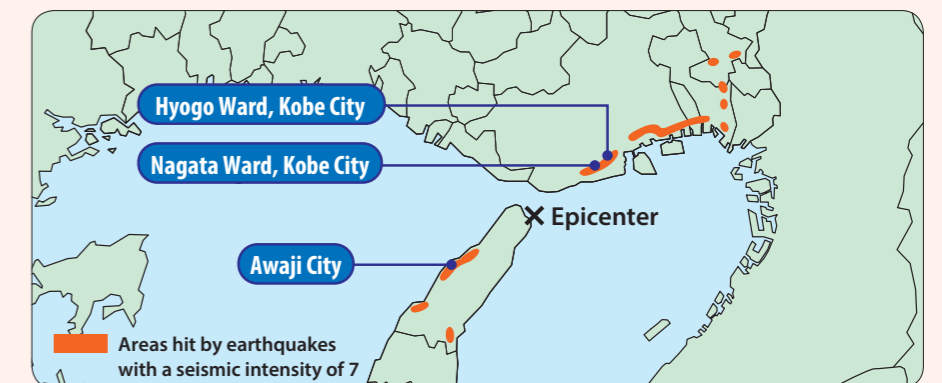 Hyogo Ward, Kobe City
Nagata Ward, Kobe City
Epicenter
Awaji City
Areas hit by earthquakes
with a seismic intensity of 7